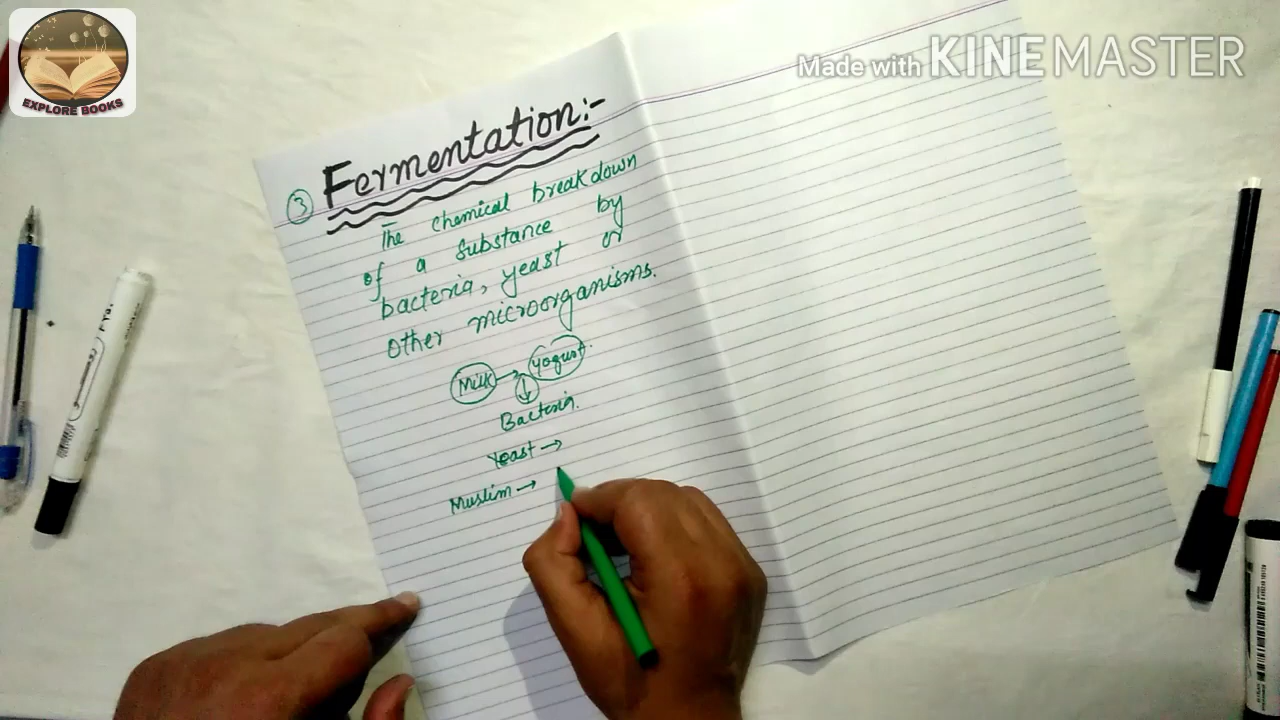 EXPLORE BOOKS
Made with KINEMASTER
Fermentation:-
3
The chemical breakdown
of a substance by
bacteria, yeast or
other microorganisms.
Milk → yogurt.
↓
Bacteria.
Yeast →
Muslim →